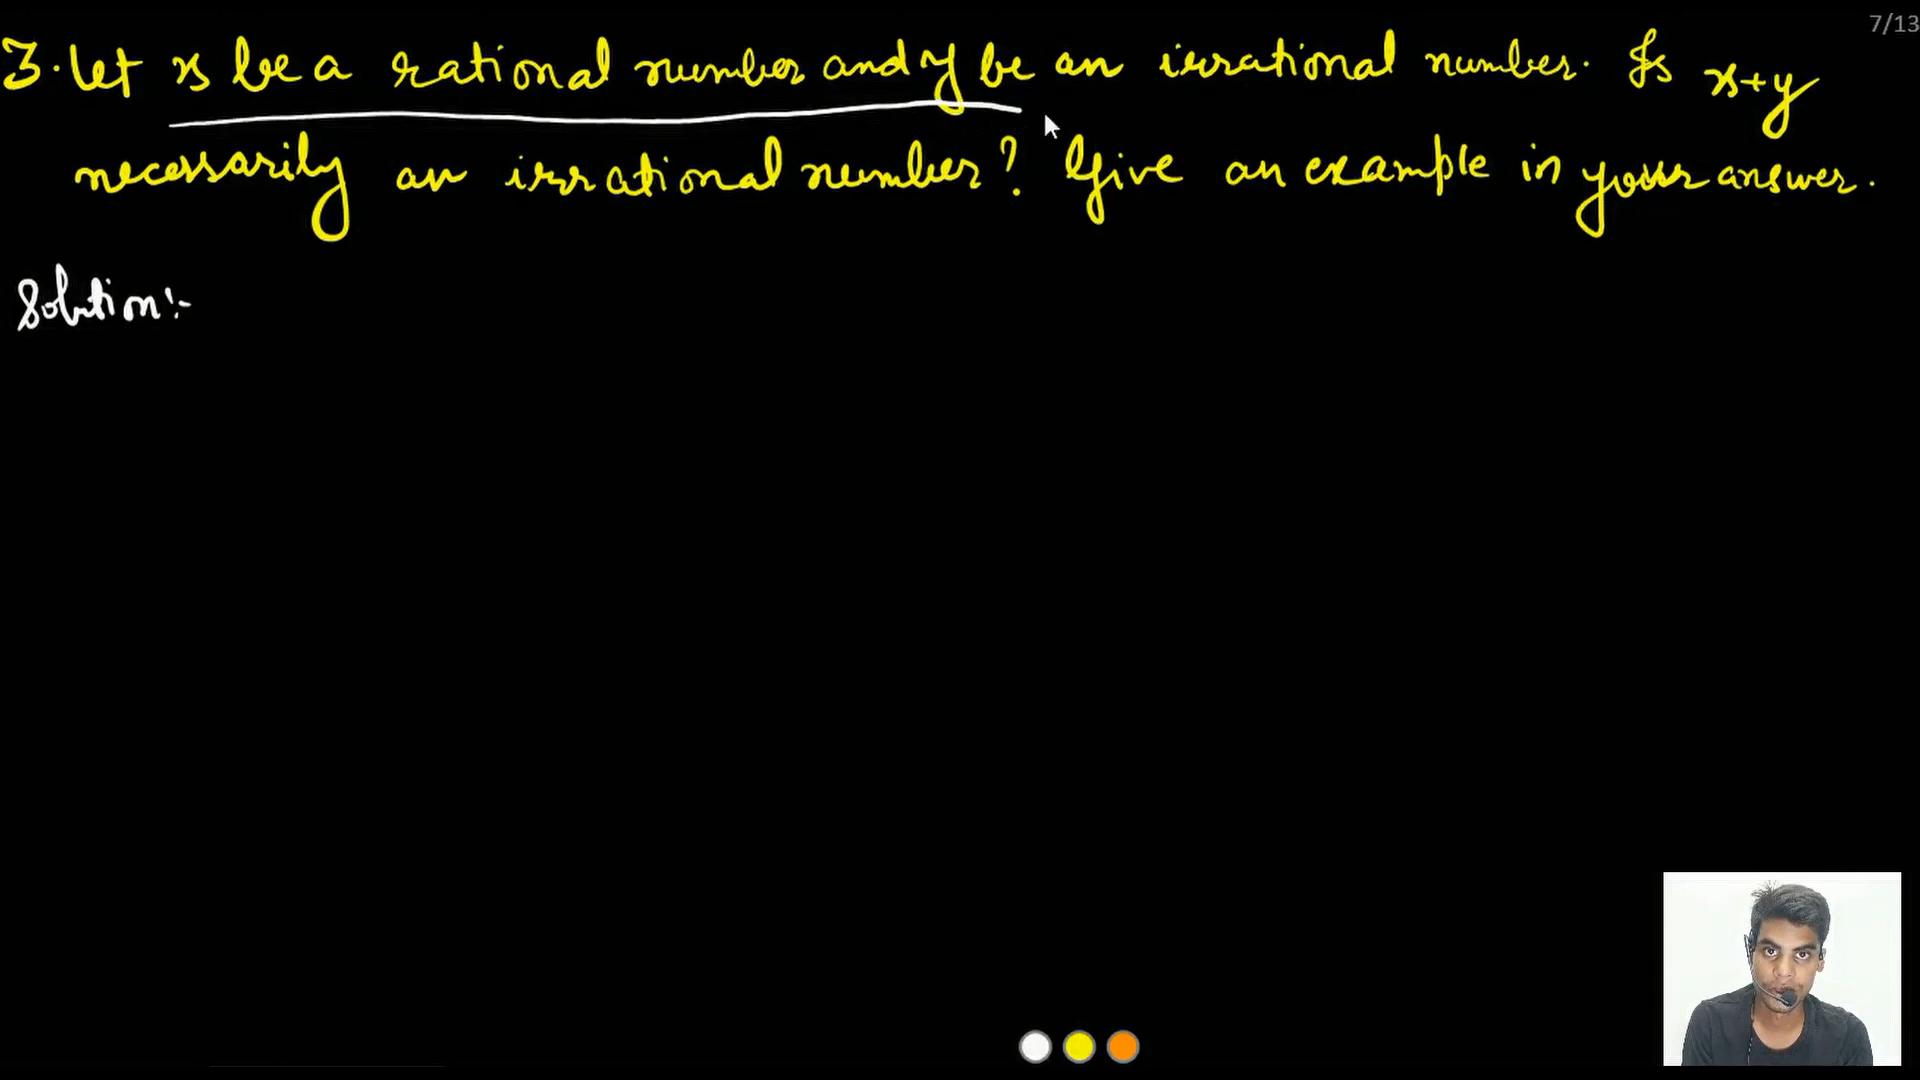 7/13
3. Let x be a rational number and y be an irrational number. Is x+y
necessarily an irrational number? Give an example in your answer.
Solution:-